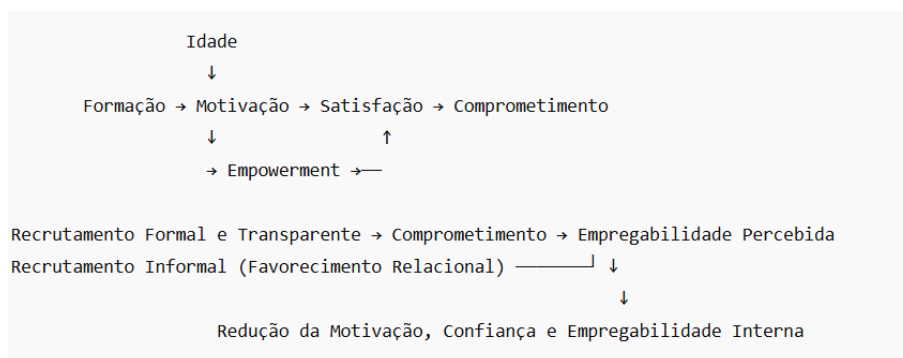 Idade
↓
Formação → Motivação → Satisfação → Comprometimento
↓ ↑
→ Empowerment →—
Recrutamento Formal e Transparente → Comprometimento → Empregabilidade Percebida
Recrutamento Informal (Favorecimento Relacional) ———————┘ ↓
↓
Redução da Motivação, Confiança e Empregabilidade Interna